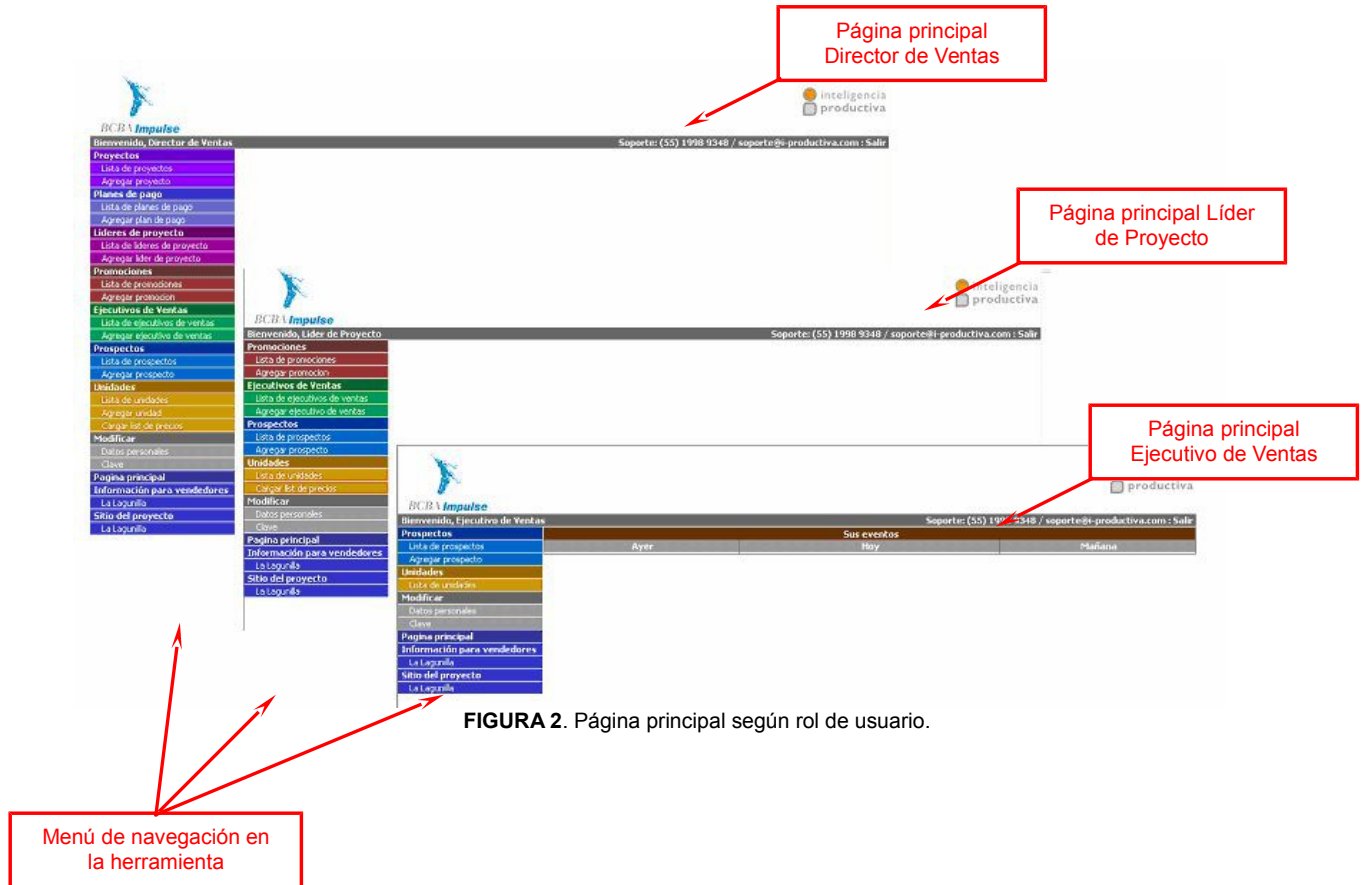 Página principal
Director de Ventas
inteligencia
productiva
BCBA Impulse
Bienvenido, Director de Ventas
Soporte: (55) 1998 9348 / soporte@i-productiva.com : Salir
Proyectos
Lista de proyectos
Agregar proyecto
Planes de pago
Lista de planes de pago
Agregar plan de pago
Lideres de proyecto
Lista de lideres de proyecto
Agregar lider de proyecto
Promociones
Lista de promociones
Agregar promocion
Ejecutivos de Ventas
Lista de ejecutivos de ventas
Agregar ejecutivo de ventas
Prospectos
Lista de prospectos
Agregar prospecto
Unidades
Lista de unidades
Agregar unidad
Cargar list de precios
Modificar
Datos personales
Clave
Pagina principal
Información para vendedores
La Lagunilla
Sitio del proyecto
La Lagunilla
Página principal Líder
de Proyecto
inteligencia
productiva
BCBA Impulse
Bienvenido, Lider de Proyecto
Soporte: (55) 1998 9348 / soporte@i-productiva.com : Salir
Promociones
Lista de promociones
Agregar promocion
Ejecutivos de Ventas
Lista de ejecutivos de ventas
Agregar ejecutivo de ventas
Prospectos
Lista de prospectos
Agregar prospecto
Unidades
Lista de unidades
Cargar list de precios
Modificar
Datos personales
Clave
Pagina principal
Información para vendedores
La Lagunilla
Sitio del proyecto
La Lagunilla
Página principal
Ejecutivo de Ventas
productiva
BCBA Impulse
Bienvenido, Ejecutivo de Ventas
Soporte: (55) 1998 9348 / soporte@i-productiva.com : Salir
Prospectos
Lista de prospectos
Agregar prospecto
Unidades
Lista de unidades
Modificar
Datos personales
Clave
Pagina principal
Información para vendedores
La Lagunilla
Sitio del proyecto
La Lagunilla
Sus eventos
Ayer Hoy Mañana
FIGURA 2. Página principal según rol de usuario.
Menú de navegación en
la herramienta